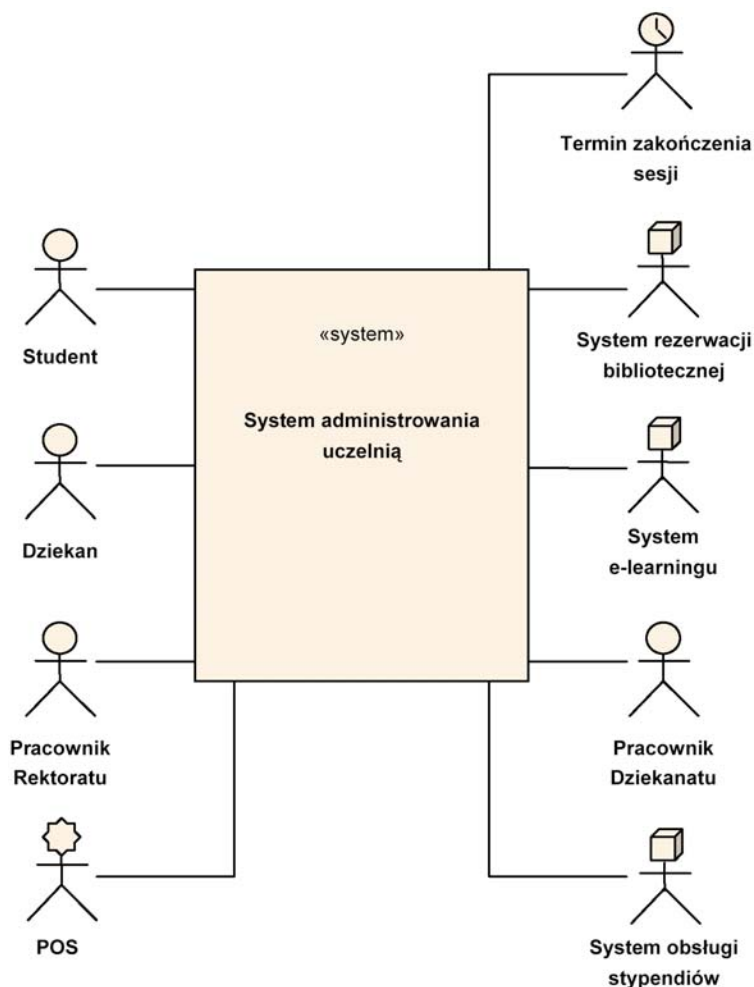 Termin zakończenia
sesji
Student
«system»
System administrowania
uczelnią
System rezerwacji
bibliotecznej
Dziekan
System
e-learningu
Pracownik
Rektoratu
Pracownik
Dziekanatu
POS
System obsługi
stypendiów